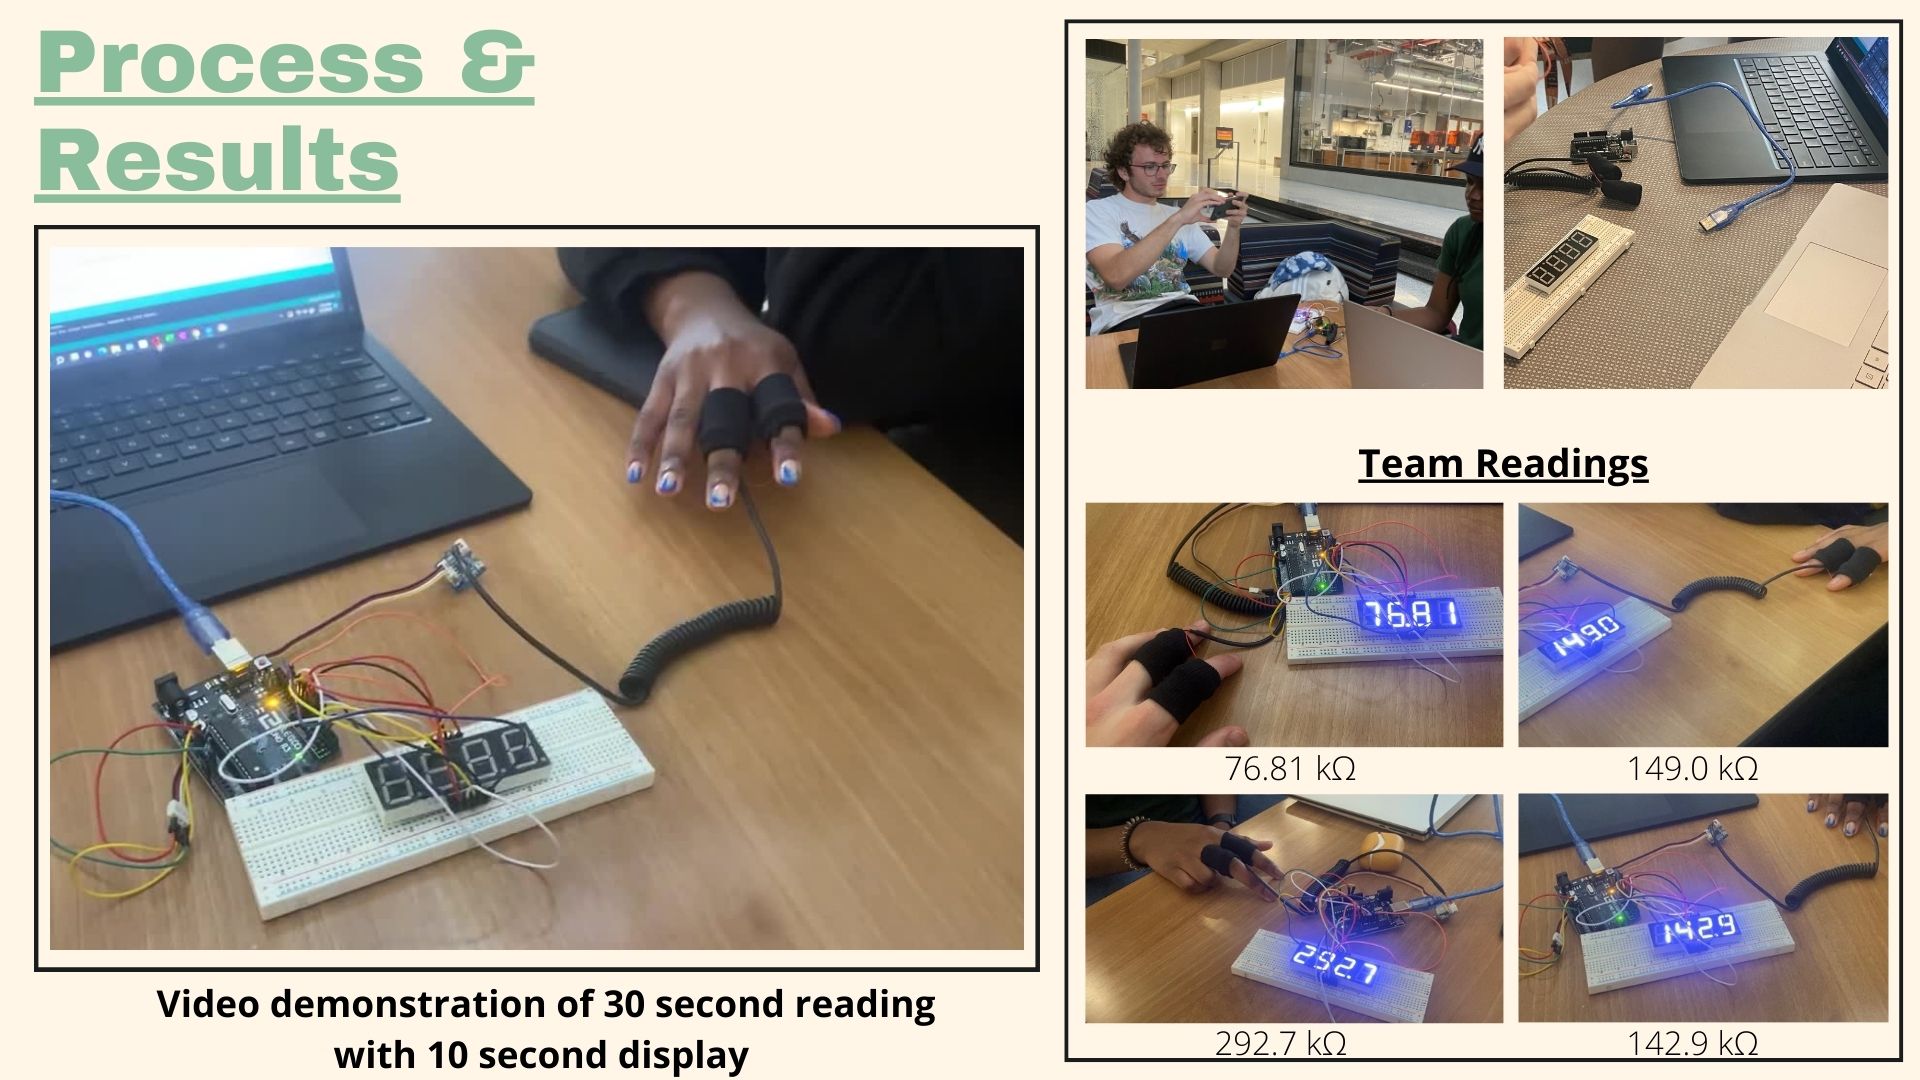 Process &
Results
Video demonstration of 30 second reading
with 10 second display
Team Readings
76.81
149.0
76.81 kΩ
149.0 kΩ
292.7
142.9
292.7 kΩ
142.9 kΩ